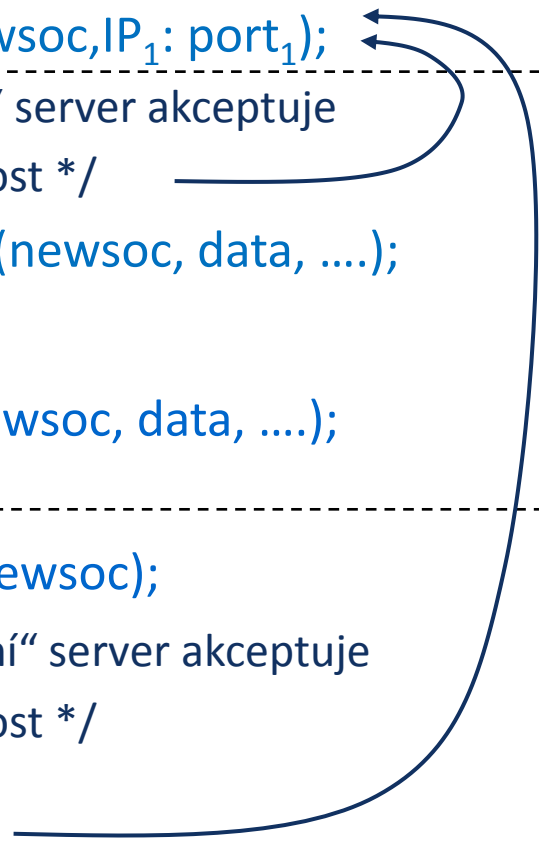 wsoc,IP₁: port₁);
server akceptuje
ost */
(newsoc, data, ….);
wsoc, data, ….);
ewsoc);
ní“ server akceptuje
ost */